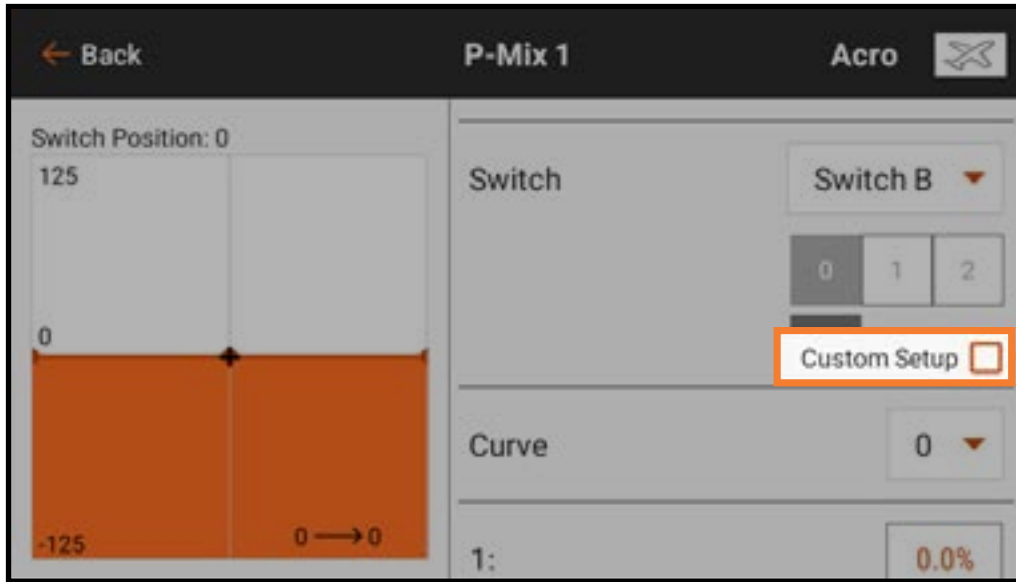 Back
P-Mix 1
Acro
Switch Position: 0
125
0
-125
0 → 0
Switch
Switch B
0 1 2
Custom Setup
Curve
0
1:
0.0%